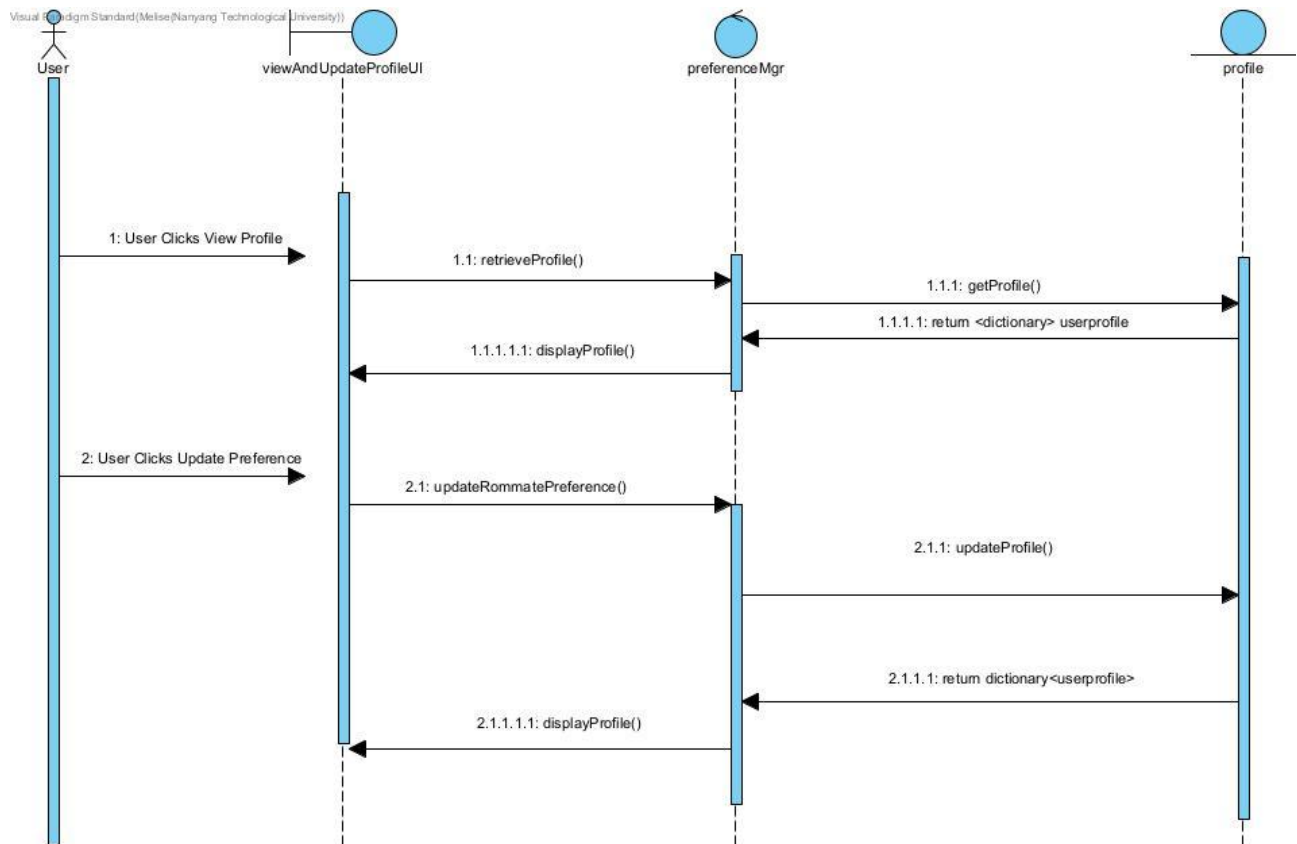 Visual Paradigm Standard(Melise(Nanyang Technological University))
User
viewAndUpdateProfileUI
preferenceMgr
profile
1: User Clicks View Profile
1.1: retrieveProfile()
1.1.1: getProfile()
1.1.1.1: return <dictionary> userprofile
1.1.1.1.1: displayProfile()
2: User Clicks Update Preference
2.1: updateRommatePreference()
2.1.1: updateProfile()
2.1.1.1: return dictionary<userprofile>
2.1.1.1.1: displayProfile()